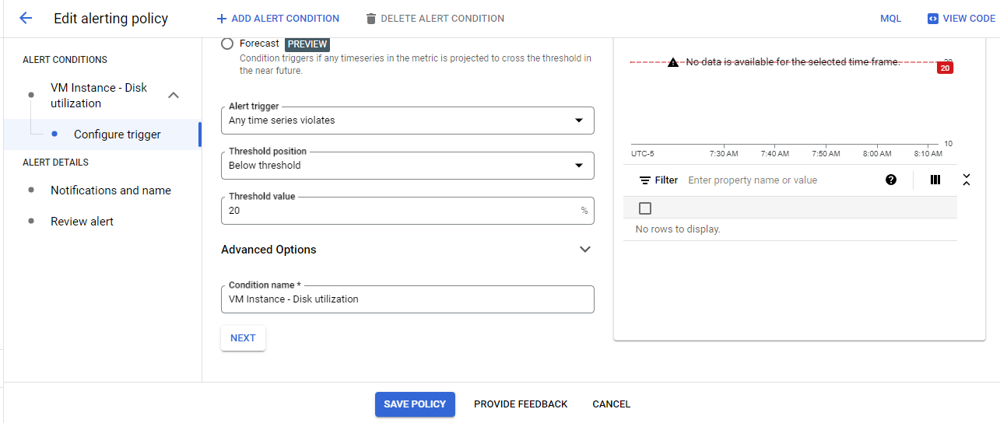 Edit alerting policy
ADD ALERT CONDITION
DELETE ALERT CONDITION
MQL
VIEW CODE
ALERT CONDITIONS
VM Instance - Disk
utilization
Configure trigger
ALERT DETAILS
Notifications and name
Review alert
Forecast PREVIEW
Condition triggers if any timeseries in the metric is projected to cross the threshold in
the near future.
Alert trigger
Any time series violates
Threshold position
Below threshold
Threshold value
20 %
Advanced Options
Condition name *
VM Instance - Disk utilization
NEXT
No data is available for the selected time frame.
20
20
10
UTC-5 7:30 AM 7:40 AM 7:50 AM 8:00 AM 8:10 AM
Filter Enter property name or value
No rows to display.
SAVE POLICY
PROVIDE FEEDBACK
CANCEL